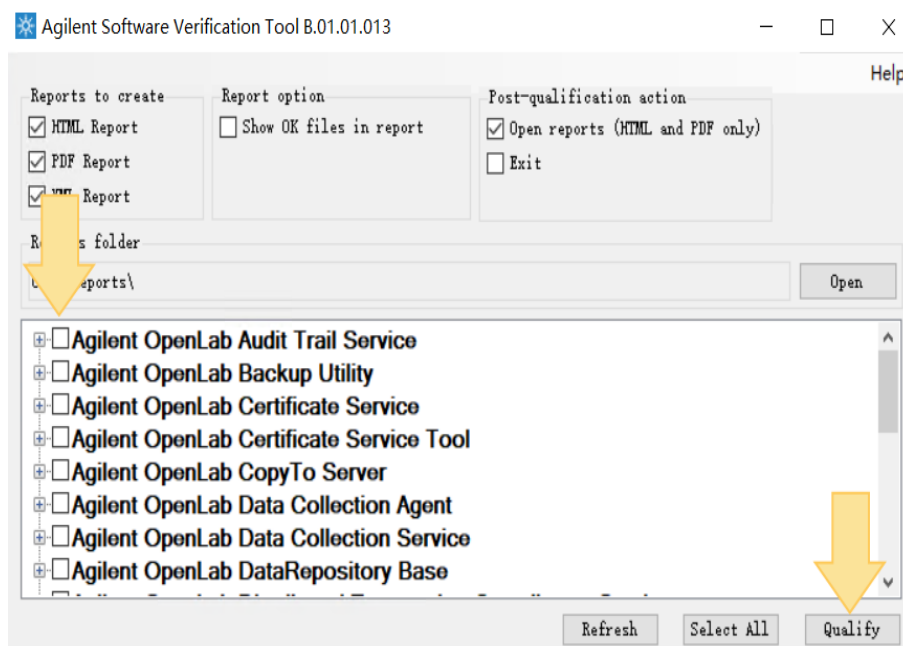 Agilent Software Verification Tool B.01.01.013
Help
Reports to create
HTML Report
PDF Report
Report
Report option
Show OK files in report
Post-qualification action
Open reports (HTML and PDF only)
Exit
folder
Open
Agilent OpenLab Audit Trail Service
Agilent OpenLab Backup Utility
Agilent OpenLab Certificate Service
Agilent OpenLab Certificate Service Tool
Agilent OpenLab CopyTo Server
Agilent OpenLab Data Collection Agent
Agilent OpenLab Data Collection Service
Agilent OpenLab DataRepository Base
Refresh
Select All
Qualify